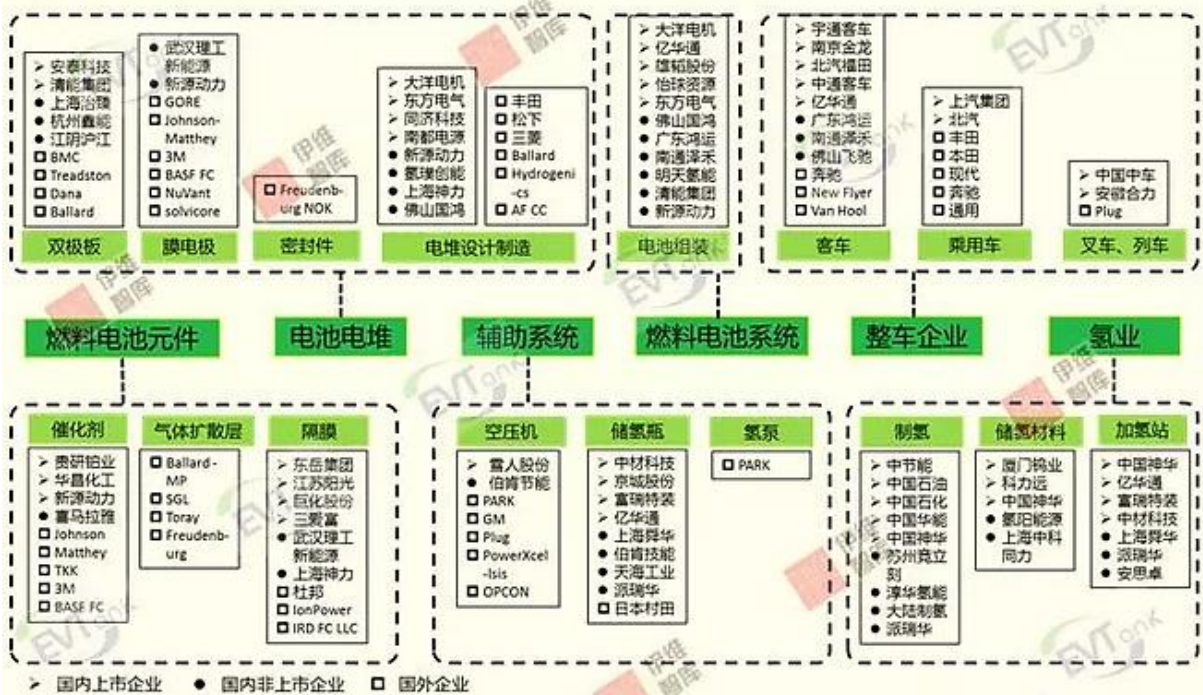 ➢ 安泰科技
➢ 清能集团
● 上海治臻
● 杭州鑫能
● 江阴沪江
□ BMC
□ Treadston
□ Dana
□ Ballard
双极板
● 武汉理工
新能源
● 新源动力
□ GORE
□ Johnson-
Matthey
□ 3M
□ BASF FC
□ NuVant
□ solvicore
膜电极
□ Freudenb-
urg NOK
密封件
➢ 大洋电机
➢ 东方电气
➢ 同济科技
➢ 南都电源
● 新源动力
● 氢璞创能
● 上海神力
● 佛山国鸿
□ 丰田
□ 松下
□ 三菱
□ Ballard
□ Hydrogeni
-cs
□ AF CC
电堆设计制造
➢ 大洋电机
➢ 亿华通
➢ 雄韬股份
➢ 怡球资源
➢ 东方电气
● 佛山国鸿
● 广东鸿运
● 南通泽禾
● 明天氢能
● 清能集团
● 新源动力
电池组装
➢ 宇通客车
➢ 南京金龙
➢ 北汽福田
➢ 中通客车
➢ 亿华通
● 广东鸿运
● 南通泽禾
● 佛山飞驰
□ 奔驰
□ New Flyer
□ Van Hool
客车
➢ 上汽集团
➢ 北汽
□ 丰田
□ 本田
□ 现代
□ 奔驰
□ 通用
乘用车
➢ 中国中车
➢ 安徽合力
□ Plug
叉车、列车
燃料电池元件
电池电堆
辅助系统
燃料电池系统
整车企业
氢业
催化剂
➢ 贵研铂业
➢ 华昌化工
➢ 新源动力
● 喜马拉雅
□ Johnson
□ Matthey
□ TKK
□ 3M
□ BASF FC
气体扩散层
□ Ballard-
MP
□ SGL
□ Toray
□ Freudenb-
urg
隔膜
➢ 东岳集团
➢ 江苏阳光
➢ 巨化股份
➢ 三爱富
● 武汉理工
新能源
● 上海神力
□ 杜邦
□ IonPower
□ IRD FC LLC
空压机
➢ 雪人股份
● 伯肯节能
□ PARK
□ GM
□ Plug
□ PowerXcel
-lsis
□ OPCON
储氢瓶
➢ 中材科技
➢ 京城股份
➢ 富瑞特装
➢ 亿华通
● 上海舜华
● 伯肯技能
● 天海工业
● 派瑞华
□ 日本村田
氢泵
□ PARK
制氢
➢ 中节能
➢ 中国石油
➢ 中国石化
➢ 中国华能
➢ 中国神华
● 苏州竞立
刻
● 淳华氢能
● 大陆制氢
● 派瑞华
储氢材料
➢ 厦门钨业
➢ 科力远
➢ 中国神华
● 氢阳能源
● 上海中科
同力
加氢站
➢ 中国神华
➢ 亿华通
➢ 富瑞特装
➢ 中材科技
● 上海舜华
● 派瑞华
● 安思卓
➢ 国内上市企业 ● 国内非上市企业 □ 国外企业
伊维
智库
EVTank